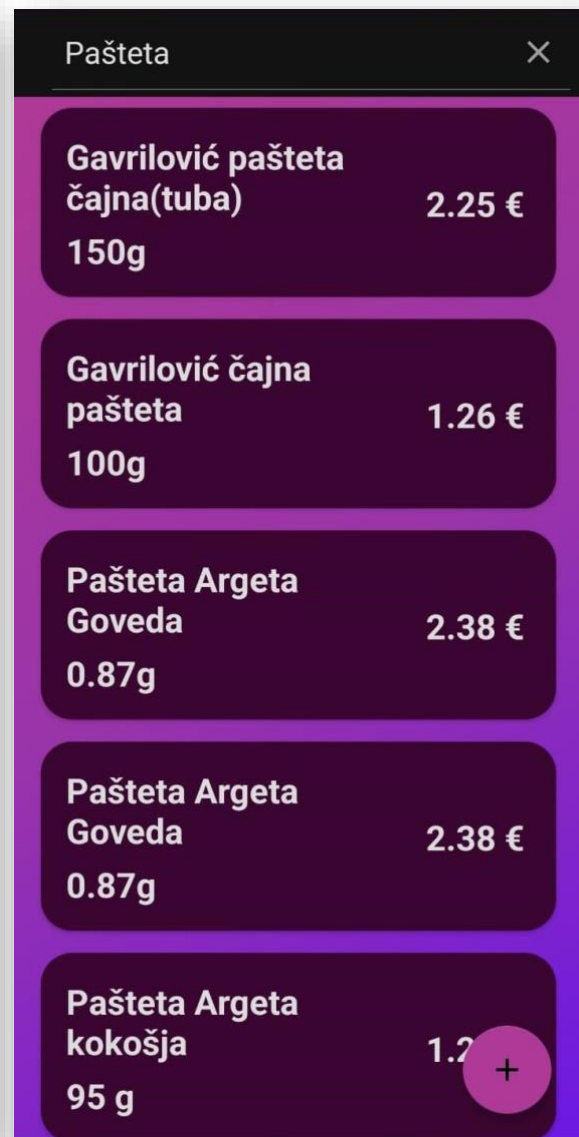 Pašteta
Gavrilović pašteta
čajna(tuba)
2.25 €
150g
Gavrilović čajna
pašteta
1.26 €
100g
Pašteta Argeta
Goveda
2.38 €
0.87g
Pašteta Argeta
Goveda
2.38 €
0.87g
Pašteta Argeta
kokošja
95 g